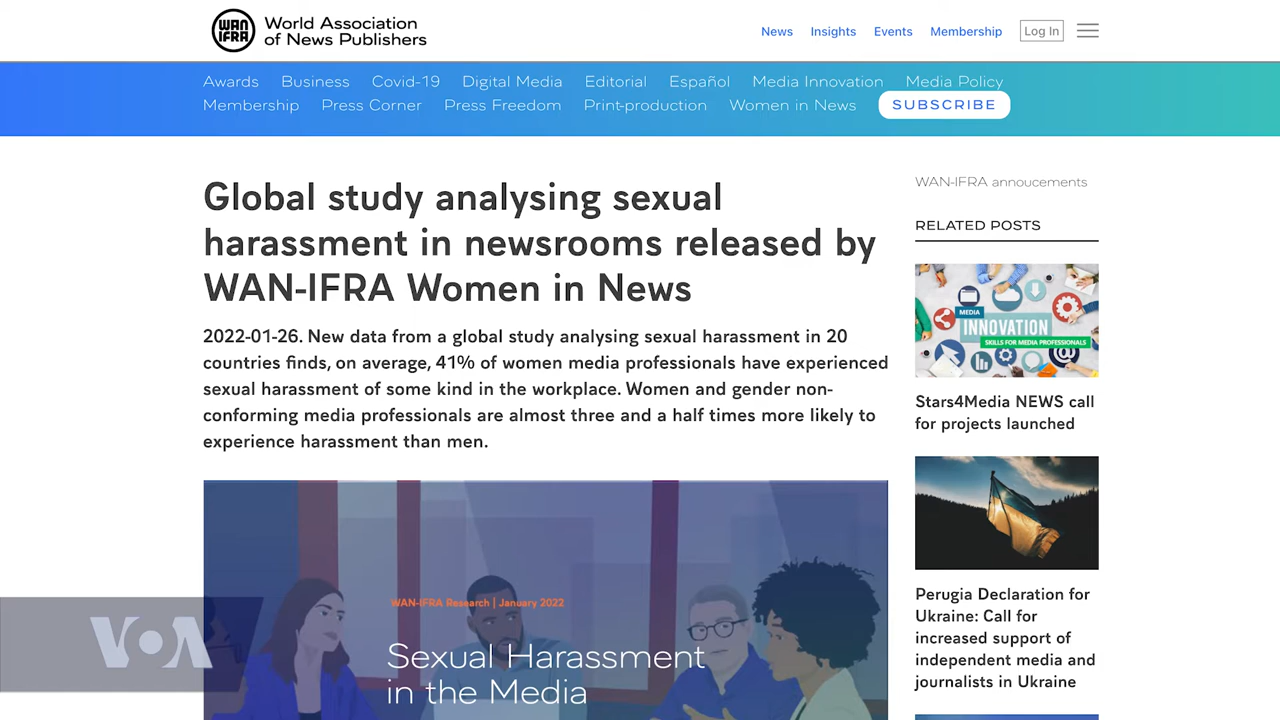 WAN
IFRA
World Association
of News Publishers
News Insights Events Membership Log In
Awards Business Covid-19 Digital Media Editorial Español Media Innovation Media Policy
Membership Press Corner Press Freedom Print-production Women in News SUBSCRIBE
Global study analysing sexual
harassment in newsrooms released by
WAN-IFRA Women in News
2022-01-26. New data from a global study analysing sexual harassment in 20
countries finds, on average, 41% of women media professionals have experienced
sexual harassment of some kind in the workplace. Women and gender non-
conforming media professionals are almost three and a half times more likely to
experience harassment than men.
WAN-IFRA Research | January 2022
Sexual Harassment
in the Media
WAN-IFRA annoucements
RELATED POSTS
MEDIA
INNOVATION
SKILLS FOR MEDIA PROFESSIONALS
Stars4Media NEWS call
for projects launched
Perugia Declaration for
Ukraine: Call for
increased support of
independent media and
journalists in Ukraine
VOA